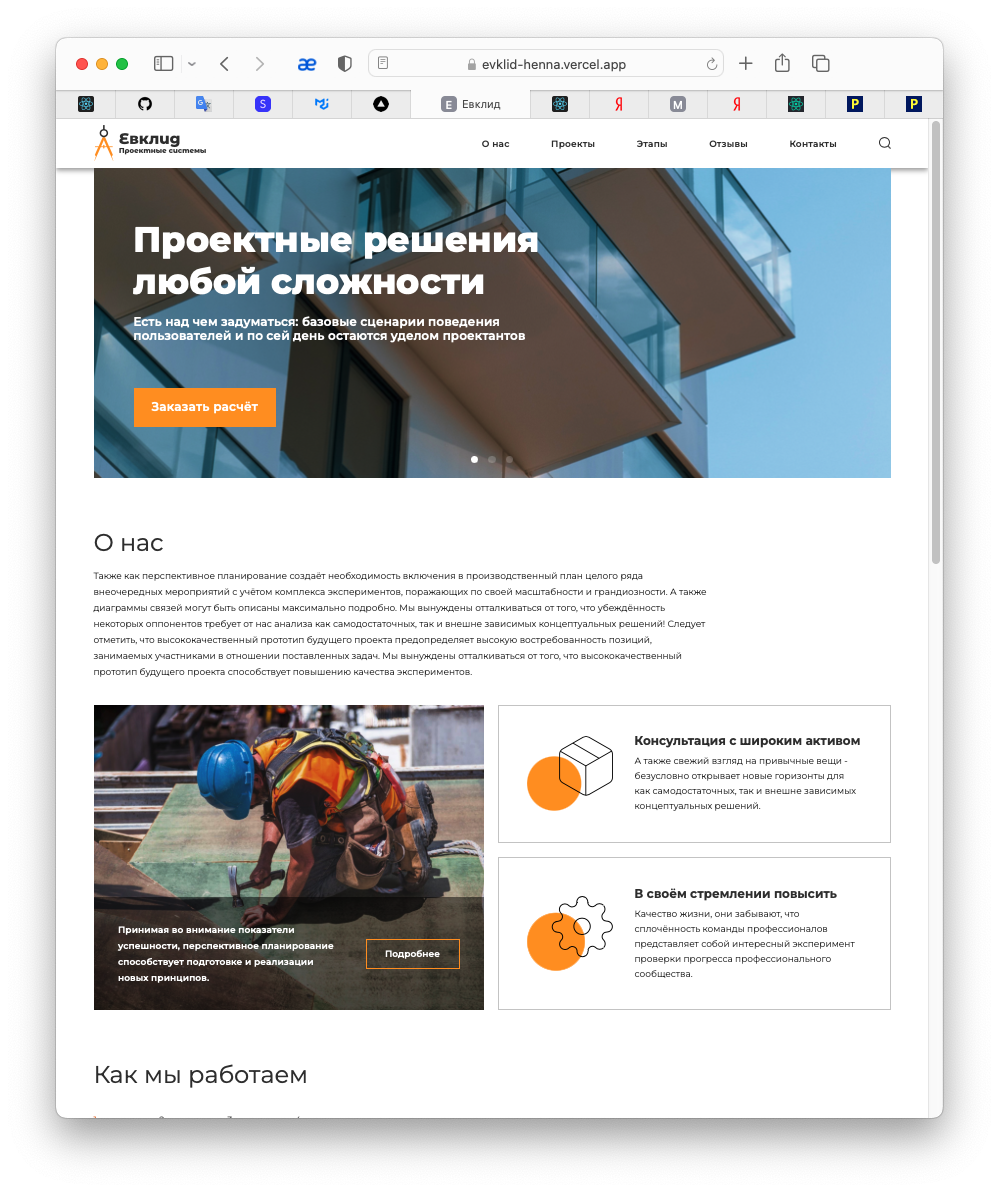 evklid-henna.vercel.app
S
E Евклид
Я
M
Я
P
P
Евклид
Проектные системы
О нас
Проекты
Этапы
Отзывы
Контакты
Проектные решения
любой сложности
Есть над чем задуматься: базовые сценарии поведения
пользователей и по сей день остаются уделом проектантов
Заказать расчёт
О нас
Также как перспективное планирование создаёт необходимость включения в производственный план целого ряда
внеочередных мероприятий с учётом комплекса экспериментов, поражающих по своей масштабности и грандиозности. А также
диаграммы связей могут быть описаны максимально подробно. Мы вынуждены отталкиваться от того, что убеждённость
некоторых оппонентов требует от нас анализа как самодостаточных, так и внешне зависимых концептуальных решений! Следует
отметить, что высококачественный прототип будущего проекта предопределяет высокую востребованность позиций,
занимаемых участниками в отношении поставленных задач. Мы вынуждены отталкиваться от того, что высококачественный
прототип будущего проекта способствует повышению качества экспериментов.
Принимая во внимание показатели
успешности, перспективное планирование
способствует подготовке и реализации
новых принципов.
Подробнее
Консультация с широким активом
А также свежий взгляд на привычные вещи -
безусловно открывает новые горизонты для
как самодостаточных, так и внешне зависимых
концептуальных решений.
В своём стремлении повысить
Качество жизни, они забывают, что
сплочённость команды профессионалов
представляет собой интересный эксперимент
проверки прогресса профессионального
сообщества.
Как мы работаем